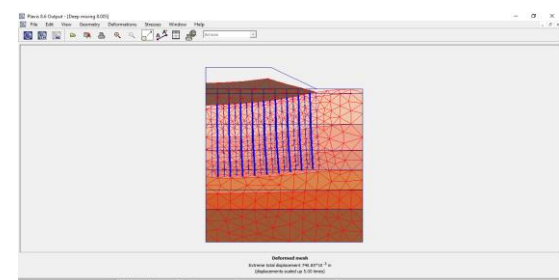 Plaxis 8.6 Output - [Deep mixing 0.005]
File Edit View Geometry Deformations Stresses Window Help
Deformed mesh
Extreme total displacement 740.83*10-3 m
(displacements scaled up 5.00 times)